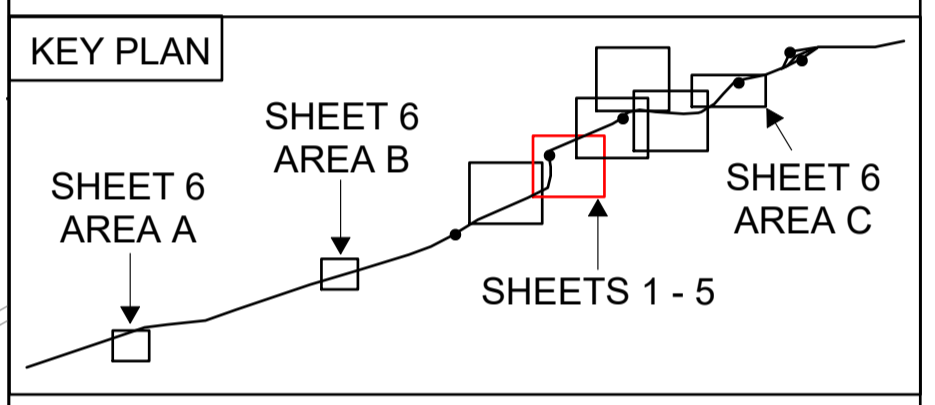 KEY PLAN
SHEET 6
AREA A
SHEET 6
AREA B
SHEETS 1 - 5
SHEET 6
AREA C